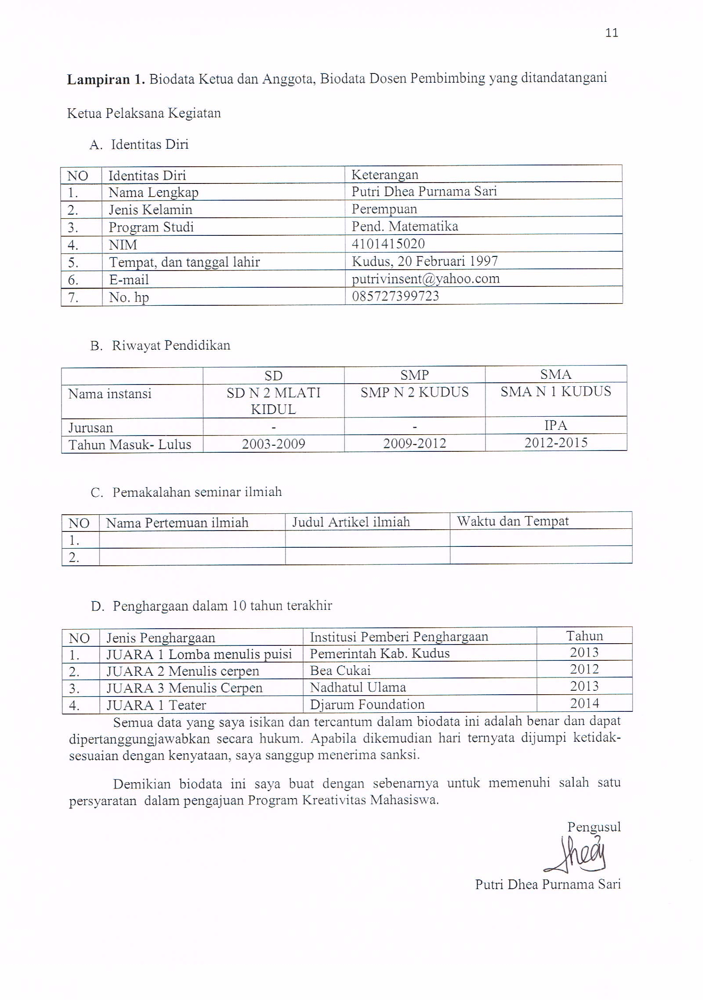 11
Lampiran 1. Biodata Ketua dan Anggota, Biodata Dosen Pembimbing yang ditandatangani
Ketua Pelaksana Kegiatan
A. Identitas Diri
NO Identitas Diri Keterangan
1. Nama Lengkap Putri Dhea Purnama Sari
2. Jenis Kelamin Perempuan
3. Program Studi Pend. Matematika
4. NIM 4101415020
5. Tempat, dan tanggal lahir Kudus, 20 Februari 1997
6. E-mail putrivinsent@yahoo.com
7. No. hp 085727399723
B. Riwayat Pendidikan
SD SMP SMA
Nama instansi SD N 2 MLATI SMP N 2 KUDUS SMA N 1 KUDUS
KIDUL
Jurusan - - IPA
Tahun Masuk- Lulus 2003-2009 2009-2012 2012-2015
C. Pemakalahan seminar ilmiah
NO Nama Pertemuan ilmiah Judul Artikel ilmiah Waktu dan Tempat
1.
2.
D. Penghargaan dalam 10 tahun terakhir
NO Jenis Penghargaan Institusi Pemberi Penghargaan Tahun
1. JUARA 1 Lomba menulis puisi Pemerintah Kab. Kudus 2013
2. JUARA 2 Menulis cerpen Bea Cukai 2012
3. JUARA 3 Menulis Cerpen Nadhatul Ulama 2013
4. JUARA 1 Teater Djarum Foundation 2014
Semua data yang saya isikan dan tercantum dalam biodata ini adalah benar dan dapat
dipertanggungjawabkan secara hukum. Apabila dikemudian hari ternyata dijumpi ketidak-
sesuaian dengan kenyataan, saya sanggup menerima sanksi.
Demikian biodata ini saya buat dengan sebenarnya untuk memenuhi salah satu
persyaratan dalam pengajuan Program Kreativitas Mahasiswa.
Pengusul
Putri Dhea Purnama Sari